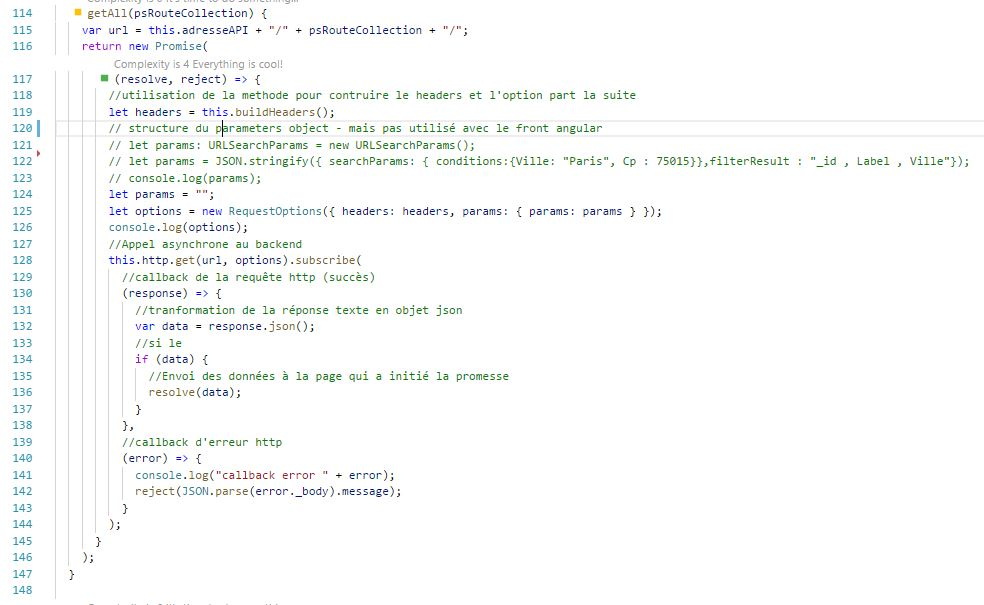 114 getAll(psRouteCollection) {
115 var url = this.adresseAPI + "/" + psRouteCollection + "/";
116 return new Promise(
Complexity is 4 Everything is cool!
117 (resolve, reject) => {
118 //utilisation de la methode pour contruire le headers et l'option part la suite
119 let headers = this.buildHeaders();
120 // structure du parameters object - mais pas utilisé avec le front angular
121 // let params: URLSearchParams = new URLSearchParams();
122 // let params = JSON.stringify({ searchParams: { conditions:{Ville: "Paris", Cp : 75015}},filterResult : "_id , Label , Ville"});
123 // console.log(params);
124 let params = "";
125 let options = new RequestOptions({ headers: headers, params: { params: params } });
126 console.log(options);
127 //Appel asynchrone au backend
128 this.http.get(url, options).subscribe(
129 //callback de la requête http (succès)
130 (response) => {
131 //tranformation de la réponse texte en objet json
132 var data = response.json();
133 //si le
134 if (data) {
135 //Envoi des données à la page qui a initié la promesse
136 resolve(data);
137 }
138 },
139 //callback d'erreur http
140 (error) => {
141 console.log("callback error " + error);
142 reject(JSON.parse(error._body).message);
143 }
144 );
145 }
146 );
147 }
148